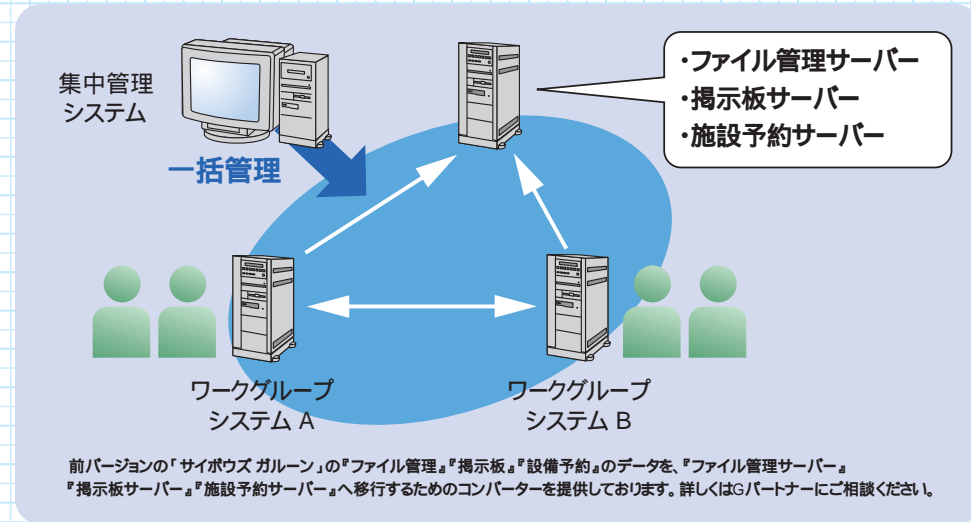 集中管理
システム
一括管理
・ファイル管理サーバー
・掲示板サーバー
・施設予約サーバー
ワークグループ
システム A
ワークグループ
システム B
前バージョンの「サイボウズ ガルーン」の『ファイル管理』『掲示板』『設備予約』のデータを、『ファイル管理サーバー』
『掲示板サーバー』『施設予約サーバー』へ移行するためのコンバーターを提供しております。詳しくはGパートナーにご相談ください。